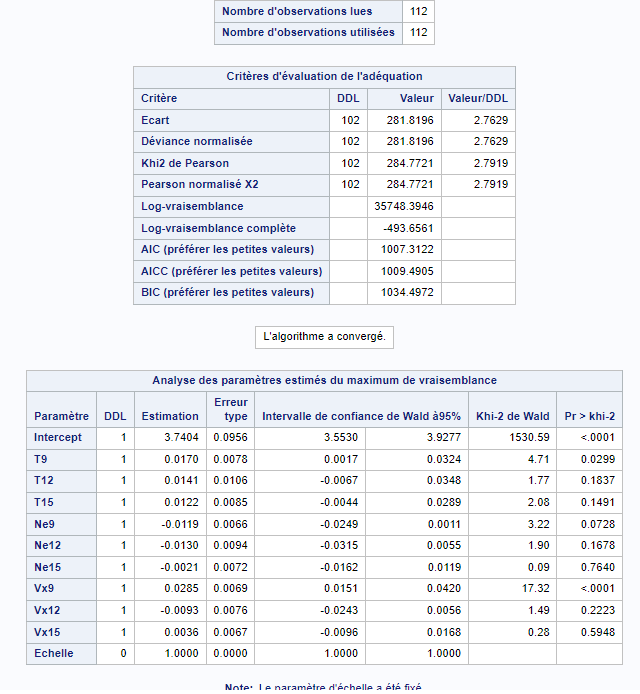 Nombre d'observations lues 112
Nombre d'observations utilisées 112
Critères d'évaluation de l'adéquation
Critère DDL Valeur Valeur/DDL
Ecart 102 281.8196 2.7629
Déviance normalisée 102 281.8196 2.7629
Khi2 de Pearson 102 284.7721 2.7919
Pearson normalisé X2 102 284.7721 2.7919
Log-vraisemblance 35748.3946
Log-vraisemblance complète -493.6561
AIC (préférer les petites valeurs) 1007.3122
AICC (préférer les petites valeurs) 1009.4905
BIC (préférer les petites valeurs) 1034.4972
L'algorithme a convergé.
Analyse des paramètres estimés du maximum de vraisemblance
Paramètre DDL Estimation Erreur type Intervalle de confiance de Wald à95% Khi-2 de Wald Pr > khi-2
Intercept 1 3.7404 0.0956 3.5530 3.9277 1530.59 <.0001
T9 1 0.0170 0.0078 0.0017 0.0324 4.71 0.0299
T12 1 0.0141 0.0106 -0.0067 0.0348 1.77 0.1837
T15 1 0.0122 0.0085 -0.0044 0.0289 2.08 0.1491
Ne9 1 -0.0119 0.0066 -0.0249 0.0011 3.22 0.0728
Ne12 1 -0.0130 0.0094 -0.0315 0.0055 1.90 0.1678
Ne15 1 -0.0021 0.0072 -0.0162 0.0119 0.09 0.7640
Vx9 1 0.0285 0.0069 0.0151 0.0420 17.32 <.0001
Vx12 1 -0.0093 0.0076 -0.0243 0.0056 1.49 0.2223
Vx15 1 0.0036 0.0067 -0.0096 0.0168 0.28 0.5948
Echelle 0 1.0000 0.0000 1.0000 1.0000
Note: Le paramètre d'échelle a été fixé